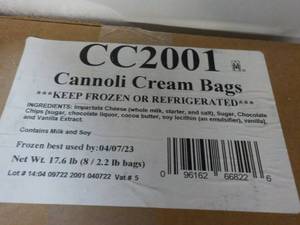 CC2001
Cannoli Cream Bags
***KEEP FROZEN OR REFRIGERATED***
INGREDIENTS: Impastata Cheese (whole milk, starter, and salt), Sugar, Chocolate
Chips [sugar, chocolate liquor, cocoa butter, soy lecithin (an emulsifier), vanilla],
and Vanilla Extract.
Contains Milk and Soy
Frozen best used by: 04/07/23
Net Wt. 17.6 lb (8 / 2.2 lb bags)
Lot # 14:04 09722 2001 040722 Vat # 5
0 96162 66822 6